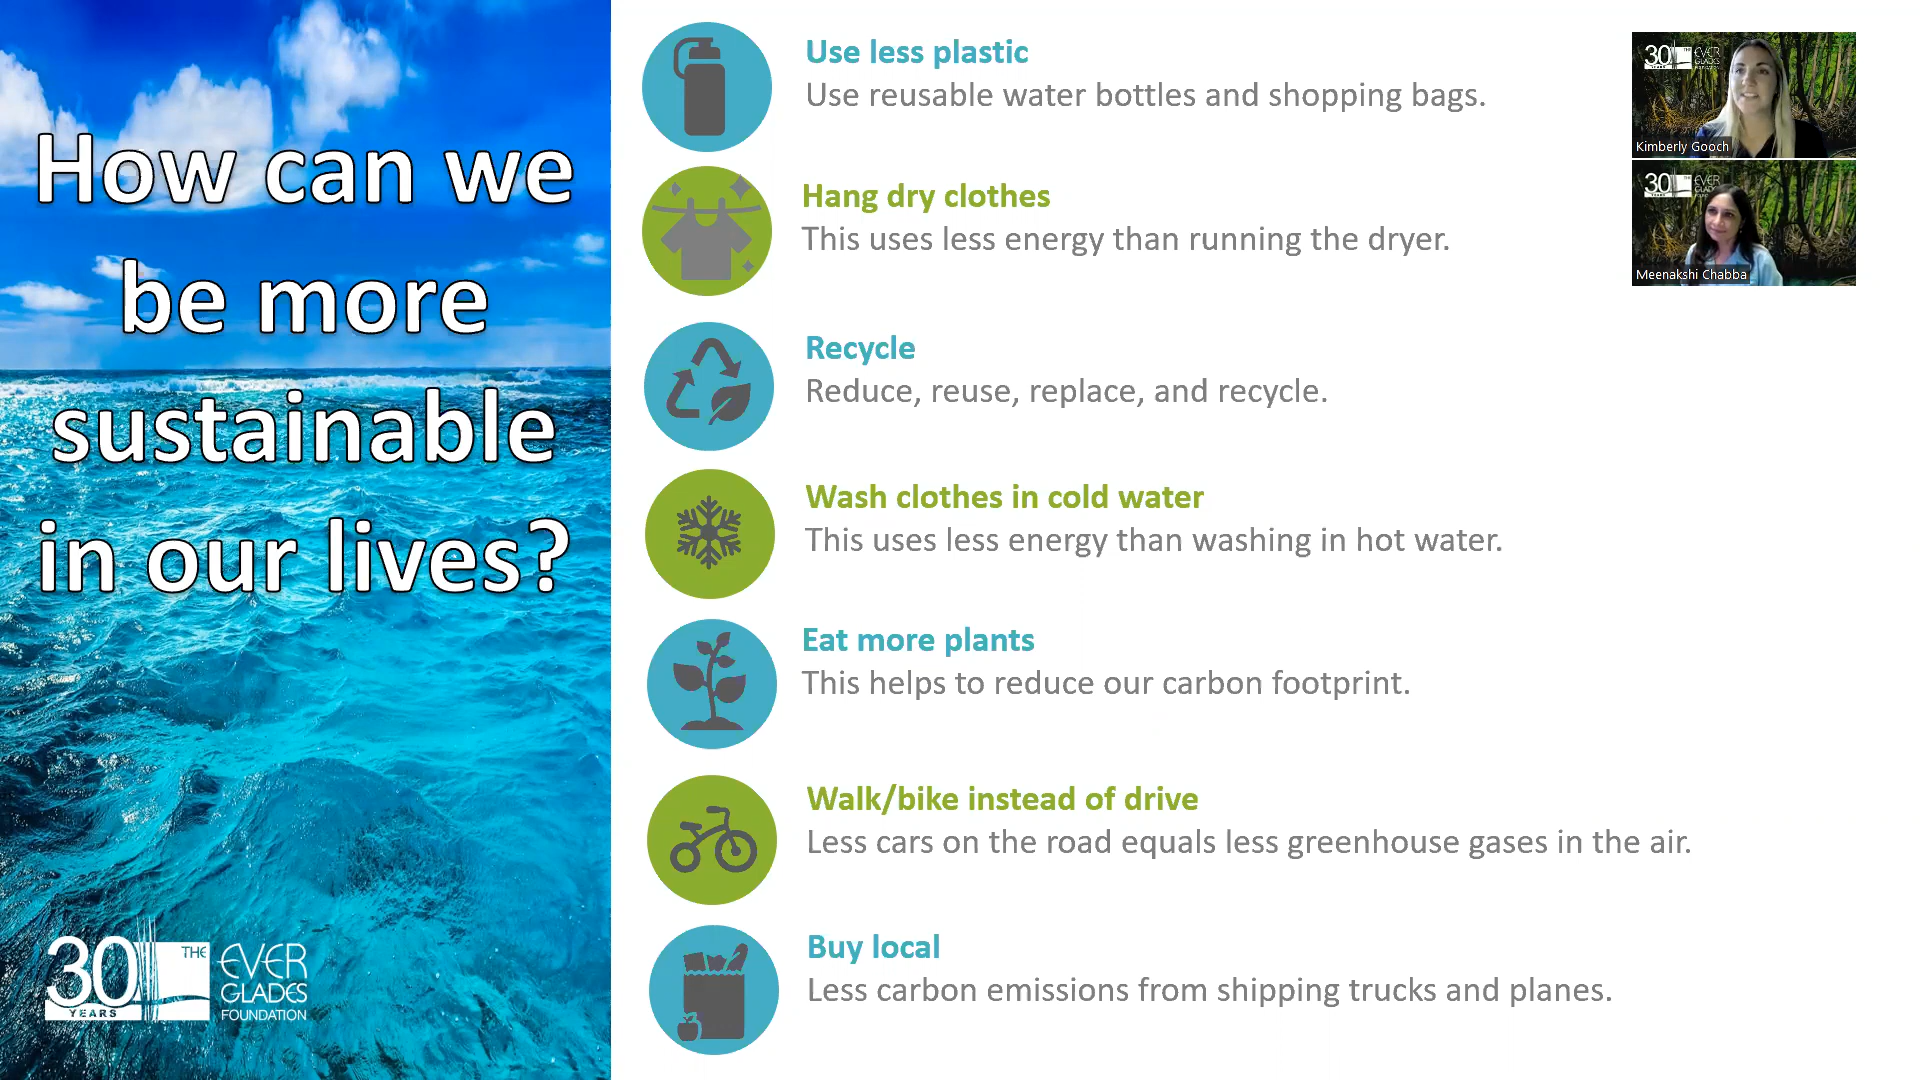 How can we
be more
sustainable
in our lives?
30
YEARS
THE
EVER
GLADES
FOUNDATION
Use less plastic
Use reusable water bottles and shopping bags.
Hang dry clothes
This uses less energy than running the dryer.
Recycle
Reduce, reuse, replace, and recycle.
Wash clothes in cold water
This uses less energy than washing in hot water.
Eat more plants
This helps to reduce our carbon footprint.
Walk/bike instead of drive
Less cars on the road equals less greenhouse gases in the air.
Buy local
Less carbon emissions from shipping trucks and planes.
30
EVER
GLADES
Kimberly Gooch
30
EVER
Meenakshi Chabba